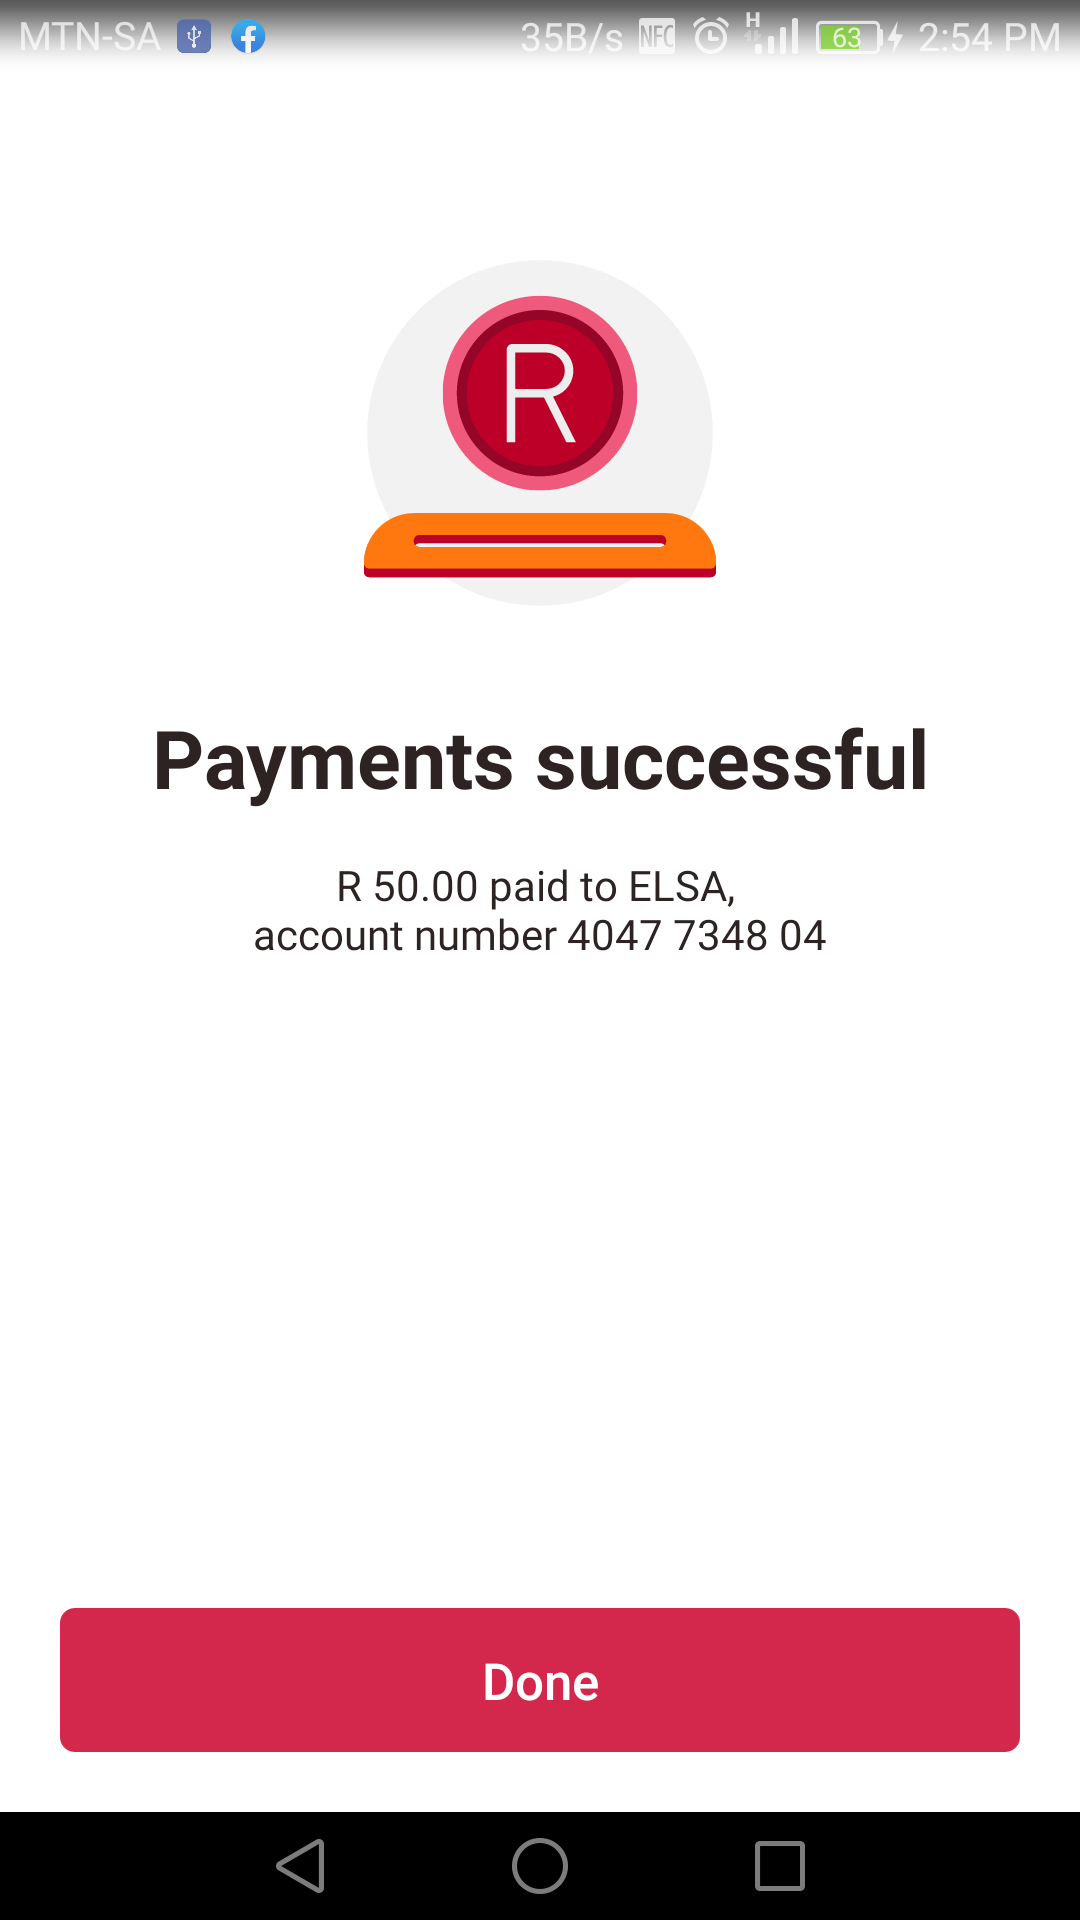 MTN-SA 35B/s NFC H 63 2:54 PM
R
Payments successful
R 50.00 paid to ELSA,
account number 4047 7348 04
Done